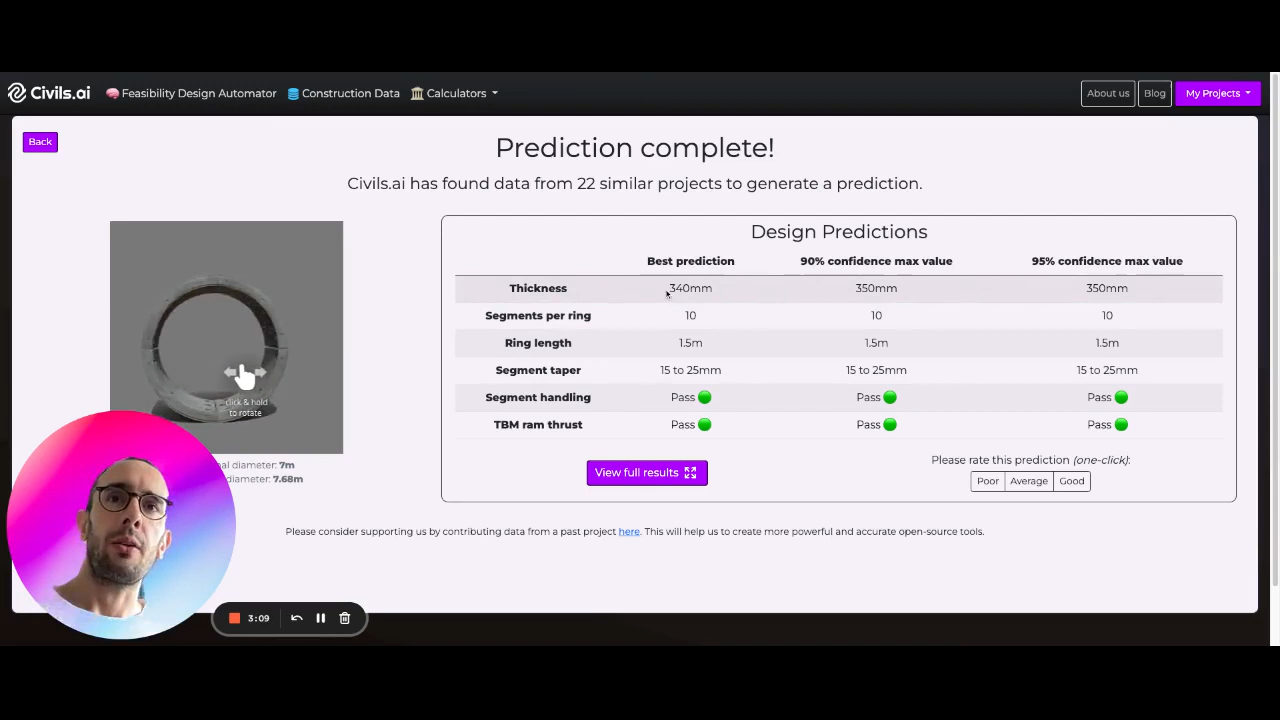 Civils.ai
Feasibility Design Automator
Construction Data
Calculators
About us
Blog
My Projects
Back
Prediction complete!
Civils.ai has found data from 22 similar projects to generate a prediction.
click & hold
to rotate
al diameter: 7m
diameter: 7.68m
Design Predictions
Best prediction 90% confidence max value 95% confidence max value
Thickness 340mm 350mm 350mm
Segments per ring 10 10 10
Ring length 1.5m 1.5m 1.5m
Segment taper 15 to 25mm 15 to 25mm 15 to 25mm
Segment handling Pass Pass Pass
TBM ram thrust Pass Pass Pass
View full results
Please rate this prediction (one-click):
Poor Average Good
Please consider supporting us by contributing data from a past project here. This will help us to create more powerful and accurate open-source tools.
3:09